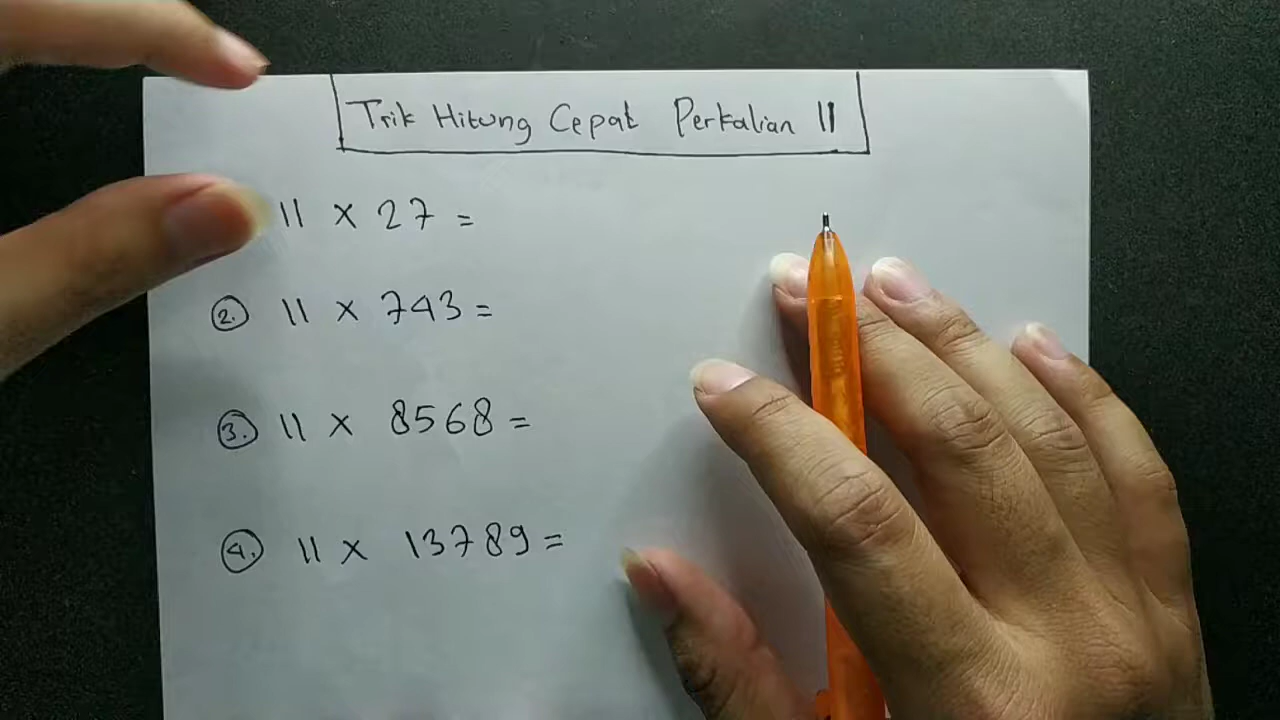 Trik Hitung Cepat Perkalian 11
11 x 27 =
2. 11 x 743 =
3. 11 x 8568 =
4. 11 x 13789 =